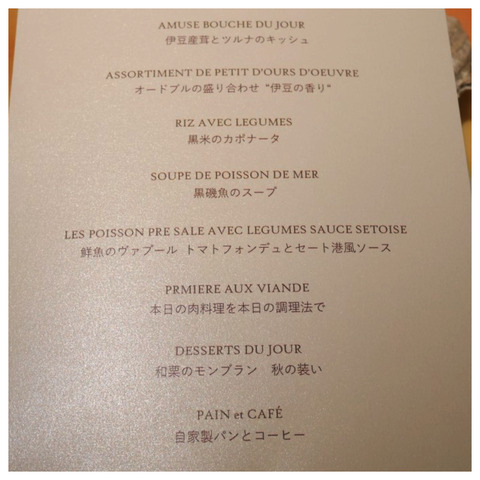 AMUSE BOUCHE DU JOUR
伊豆産茸とツルナのキッシュ
ASSORTIMENT DE PETIT D'OURS D'OEUVRE
オードブルの盛り合わせ "伊豆の香り"
RIZ AVEC LEGUMES
黒米のカポナータ
SOUPE DE POISSON DE MER
黒磯魚のスープ
LES POISSON PRE SALE AVEC LEGUMES SAUCE SETOISE
鮮魚のヴァプール トマトフォンデュとセート港風ソース
PRMIERE AUX VIANDE
本日の肉料理を本日の調理法で
DESSERTS DU JOUR
和栗のモンブラン 秋の装い
PAIN et CAFÉ
自家製パンとコーヒー